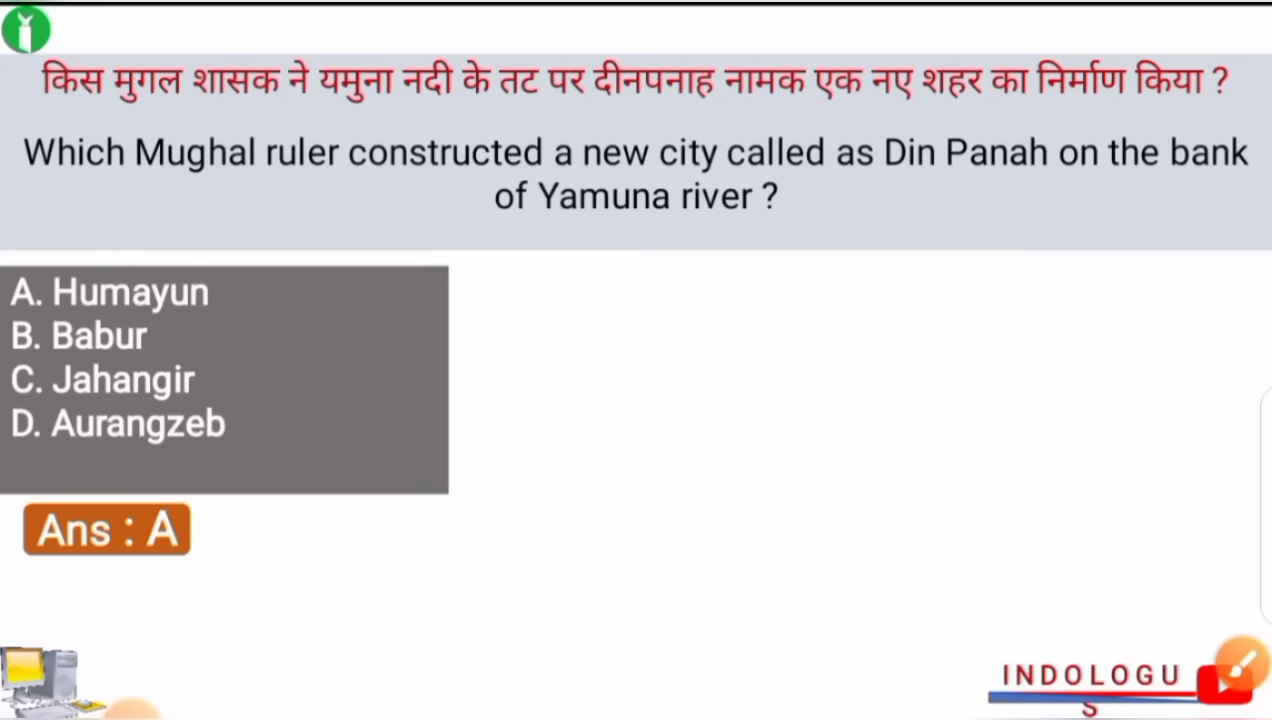 किस मुगल शासक ने यमुना नदी के तट पर दीनपनाह नामक एक नए शहर का निर्माण किया ?
Which Mughal ruler constructed a new city called as Din Panah on the bank
of Yamuna river ?
A. Humayun
B. Babur
C. Jahangir
D. Aurangzeb
Ans : A
INDOLOGU
S